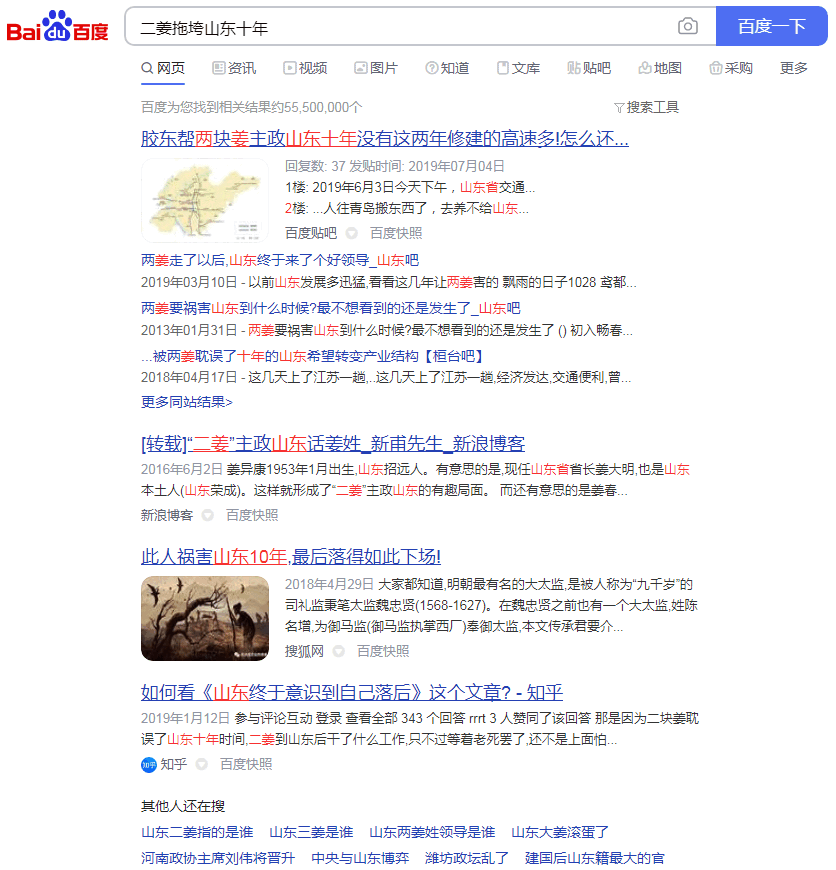 Bai du 百度
二姜拖垮山东十年
百度一下
网页 资讯 视频 图片 知道 文库 贴吧 地图 采购 更多
百度为您找到相关结果约55,500,000个 搜索工具
胶东帮两块姜主政山东十年没有这两年修建的高速多!怎么还...
回复数: 37 发贴时间: 2019年07月04日
1楼: 2019年6月3日今天下午，山东省交通...
2楼: ...人往青岛搬东西了，去养不给山东...
百度贴吧 百度快照
两姜走了以后,山东终于来了个好领导_山东吧
2019年03月10日 - 以前山东发展多迅猛,看看这几年让两姜害的 飘雨的日子1028 鸢都...
两姜要祸害山东到什么时候?最不想看到的还是发生了_山东吧
2013年01月31日 - 两姜要祸害山东到什么时候?最不想看到的还是发生了 () 初入畅春...
...被两姜耽误了十年的山东希望转变产业结构【桓台吧】
2018年04月17日 - 这几天上了江苏一趟,..这几天上了江苏一趟,经济发达,交通便利,曾...
更多同站结果>
[转载]“二姜”主政山东话姜姓_新甫先生_新浪博客
2016年6月2日 姜异康1953年1月出生,山东招远人。有意思的是,现任山东省省长姜大明,也是山东
本土人(山东荣成)。这样就形成了“二姜”主政山东的有趣局面。 而还有意思的是姜春...
新浪博客 百度快照
此人祸害山东10年,最后落得如此下场!
2018年4月29日 大家都知道,明朝最有名的大太监,是被人称为“九千岁”的
司礼监秉笔太监魏忠贤(1568-1627)。在魏忠贤之前也有一个大太监,姓陈
名增,为御马监(御马监执掌西厂)奉御太监,本文传承君要介...
搜狐网 百度快照
如何看《山东终于意识到自己落后》这个文章? - 知乎
2019年1月12日 参与评论互动 登录 查看全部 343 个回答 rrrt 3 人赞同了该回答 那是因为二块姜耽
误了山东十年时间,二姜到山东后干了什么工作,只不过等着老死罢了,还不是上面怕...
知乎 知乎 百度快照
其他人还在搜
山东二姜指的是谁 山东三姜是谁 山东两姜姓领导是谁 山东大姜滚蛋了
河南政协主席刘伟将晋升 中央与山东博弈 潍坊政坛乱了 建国后山东籍最大的官